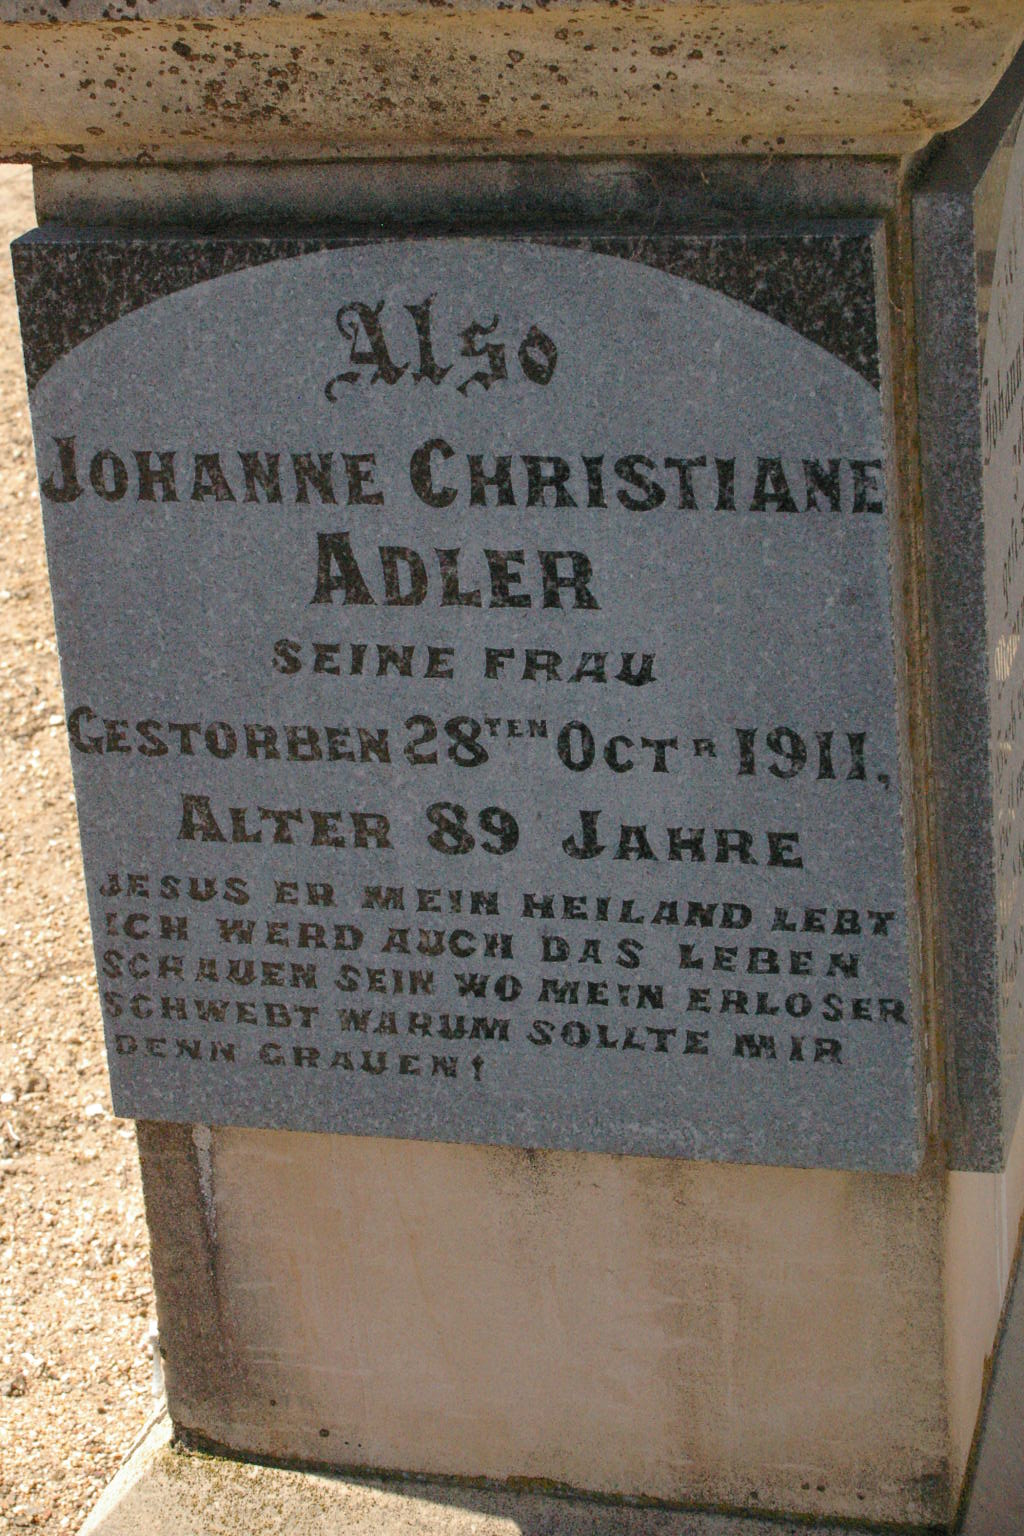 Also
JOHANNE CHRISTIANE
ADLER
SEINE FRAU
GESTORBEN 28TEN OCTR 1911,
ALTER 89 JAHRE
JESUS ER MEIN HEILAND LEBT
ICH WERD AUCH DAS LEBEN
SCHAUEN SEIN WO MEIN ERLOSER
SCHWEBT WARUM SOLLTE MIR
DENN GRAUEN!